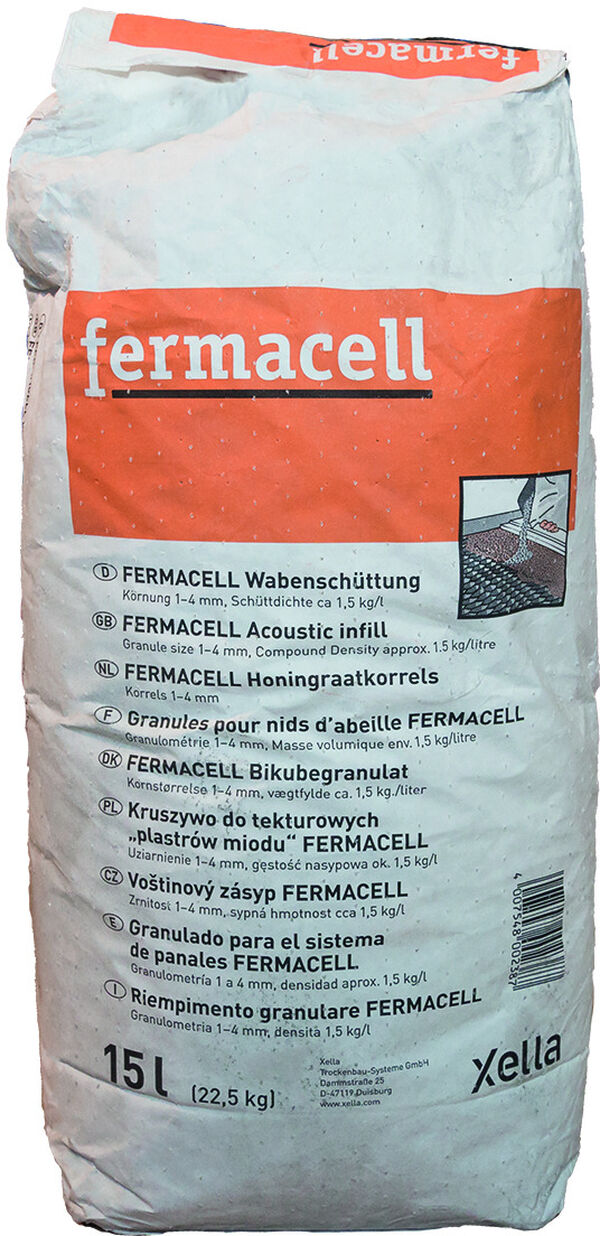 fermacell
fermacell
D FERMACELL Wabenschüttung
Körnung 1–4 mm, Schüttdichte ca 1,5 kg/l
GB FERMACELL Acoustic infill
Granule size 1–4 mm, Compound Density approx. 1.5 kg/litre
NL FERMACELL Honingraatkorrels
Korrels 1–4 mm
F Granules pour nids d'abeille FERMACELL
Granulométrie 1–4 mm, Masse volumique env. 1,5 kg/litre
DK FERMACELL Bikubegranulat
Kornstørrelse 1–4 mm, vægtfylde ca. 1,5 kg./liter
PL Kruszywo do tekturowych
„plastrów miodu“ FERMACELL
Uziarnienie 1–4 mm, gęstość nasypowa ok. 1,5 kg/l
CZ Voštinový zásyp FERMACELL
Zrnitost 1–4 mm, sypná hmotnost cca 1,5 kg/l
E Granulado para el sistema
de panales FERMACELL
Granulometría 1 a 4 mm, densidad aprox. 1,5 kg/l
I Riempimento granulare FERMACELL
Granulometria 1–4 mm, densità 1,5 kg/l
4 007548 002387
15 l (22,5 kg)
Xella
Trockenbau-Systeme GmbH
Dammstraße 25
D-47119 Duisburg
www.xella.com
Xella